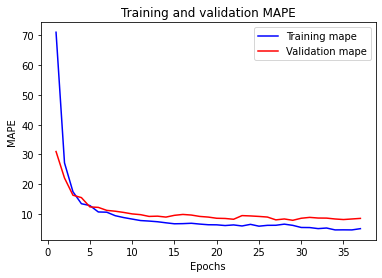 Training and validation MAPE
Training mape
Validation mape
MAPE
70
60
50
40
30
20
10
0 5 10 15 20 25 30 35
Epochs